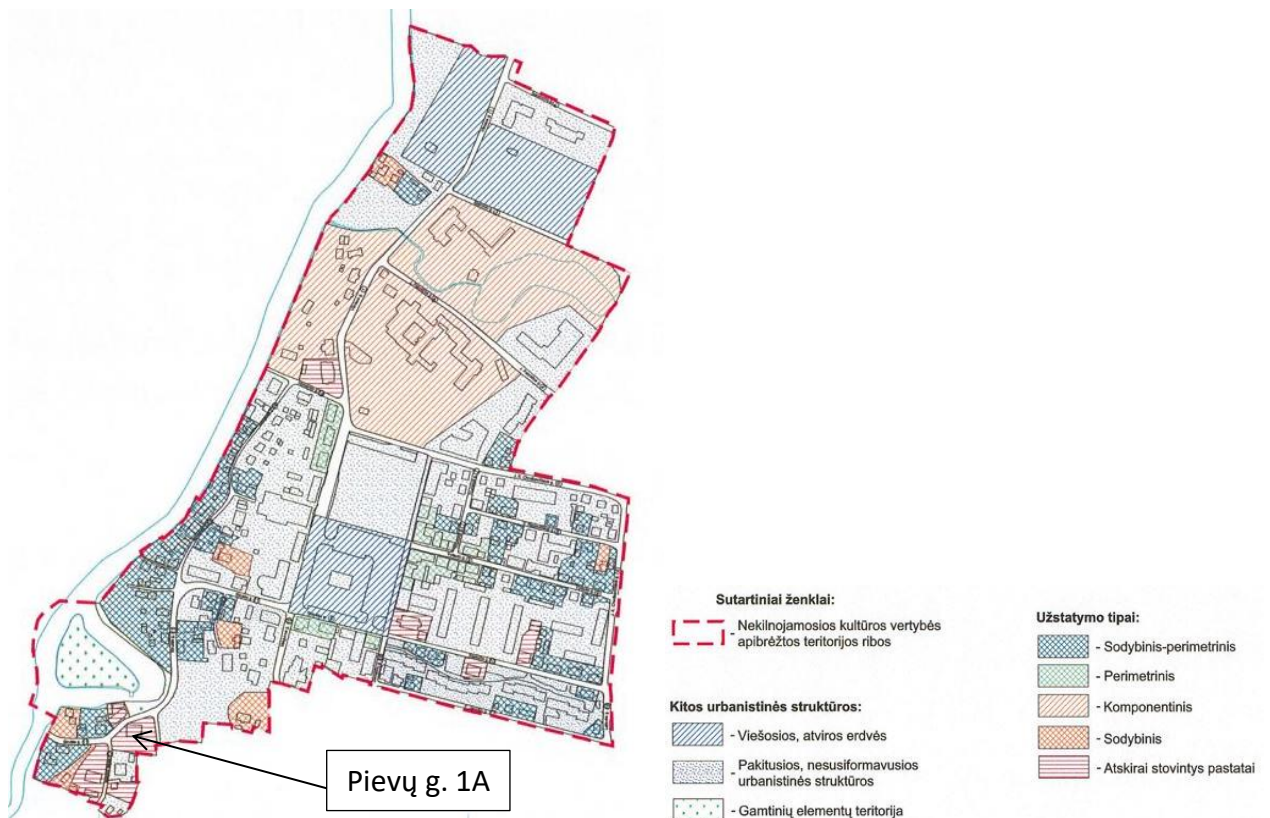 Pievų g. 1A
Sutartiniai ženklai:
- Nekilnojamosios kultūros vertybės
apibrėžtos teritorijos ribos
Kitos urbanistinės struktūros:
- Viešosios, atviros erdvės
- Pakitusios, nesusiformavusios
urbanistinės struktūros
- Gamtinių elementų teritorija
Užstatymo tipai:
- Sodybinis-perimetrinis
- Perimetrinis
- Komponentinis
- Sodybinis
- Atskirai stovintys pastatai